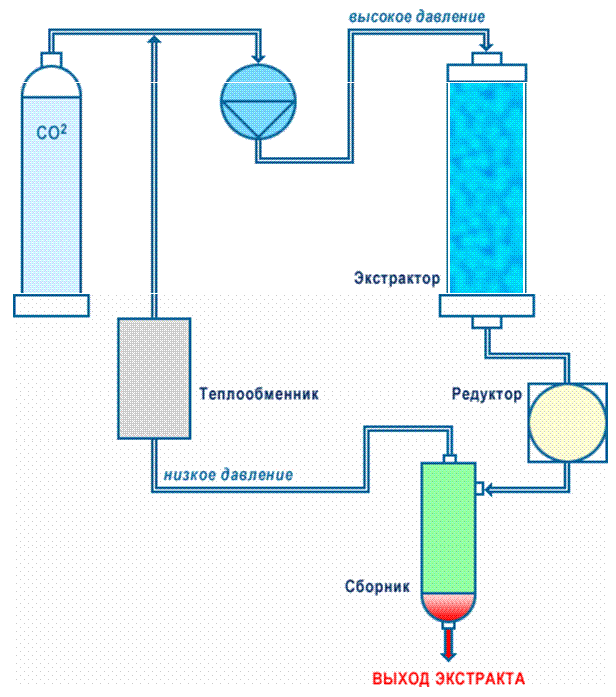 высокое давление
CO²
Экстрактор
Теплообменник
Редуктор
низкое давление
Сборник
ВЫХОД ЭКСТРАКТА